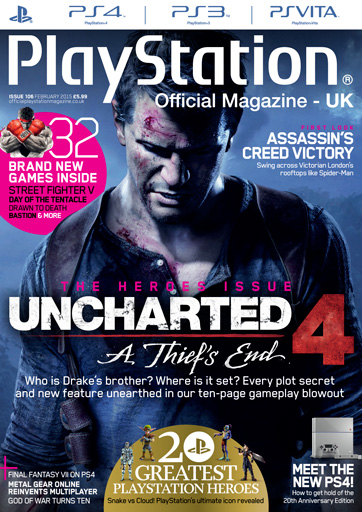 PS4 | PS3 | PSVITA
PlayStation®4 PlayStation®3 PlayStation®Vita
PlayStation®
Official Magazine - UK
ISSUE 106 FEBRUARY 2015 £5.99
officialplaystationmagazine.co.uk
32
BRAND NEW
GAMES INSIDE
STREET FIGHTER V
DAY OF THE TENTACLE
DRAWN TO DEATH
BASTION & MORE
FIRST LOOK
ASSASSIN'S
CREED VICTORY
Swing across Victorian London's
rooftops like Spider-Man
THE HEROES ISSUE
UNCHARTED 4
A Thief's End
Who is Drake's brother? Where is it set? Every plot secret
and new feature unearthed in our ten-page gameplay blowout
+
FINAL FANTASY VII ON PS4
METAL GEAR ONLINE
REINVENTS MULTIPLAYER
GOD OF WAR TURNS TEN
20
GREATEST
PLAYSTATION HEROES
Snake vs Cloud! PlayStation's ultimate icon revealed
MEET THE
NEW PS4!
How to get hold of the
20th Anniversary Edition